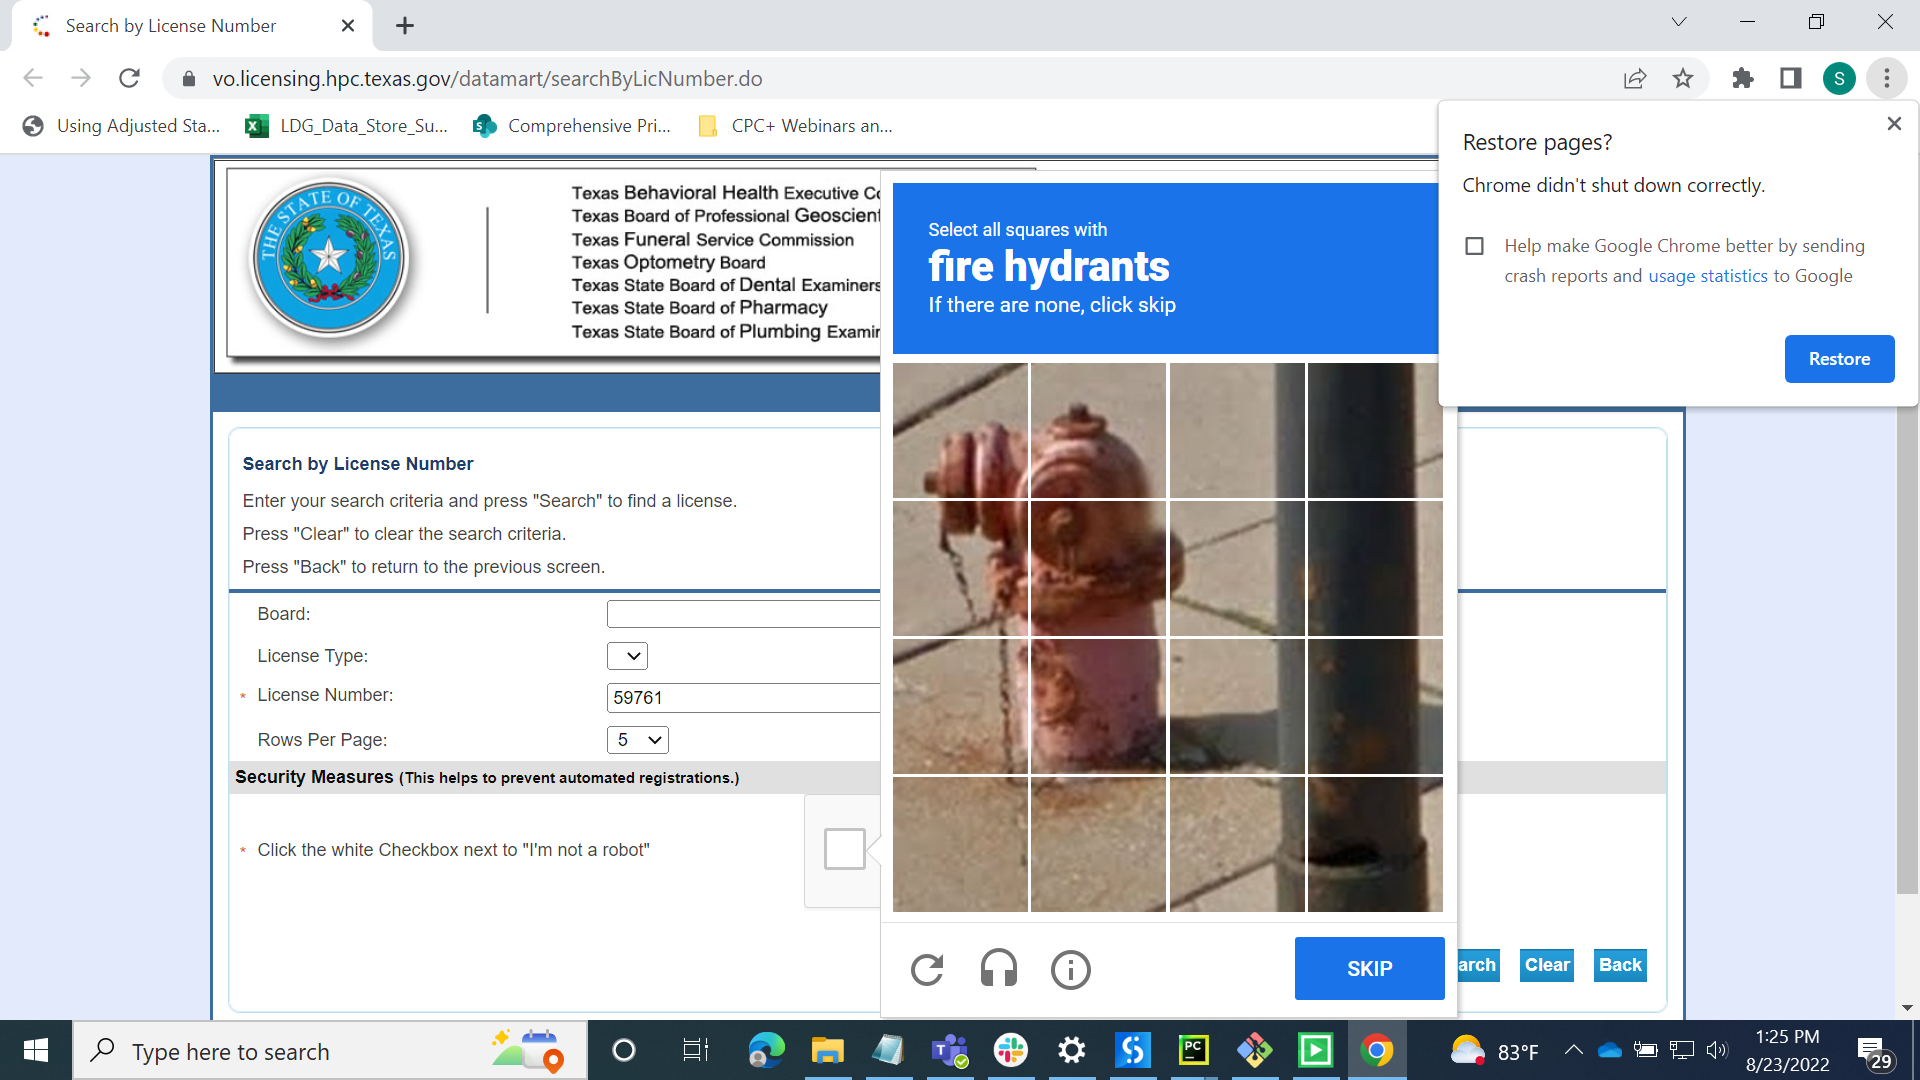 Search by License Number
vo.licensing.hpc.texas.gov/datamart/searchByLicNumber.do
S
Using Adjusted Sta...
LDG_Data_Store_Su...
Comprehensive Pri...
CPC+ Webinars an...
Restore pages?
Chrome didn't shut down correctly.
Help make Google Chrome better by sending
crash reports and usage statistics to Google
Restore
THE STATE OF TEXAS
Texas Behavioral Health Executive Co
Texas Board of Professional Geoscient
Texas Funeral Service Commission
Texas Optometry Board
Texas State Board of Dental Examiners
Texas State Board of Pharmacy
Texas State Board of Plumbing Examin
Select all squares with
fire hydrants
If there are none, click skip
Search by License Number
Enter your search criteria and press "Search" to find a license.
Press "Clear" to clear the search criteria.
Press "Back" to return to the previous screen.
Board:
License Type:
* License Number:
59761
Rows Per Page:
5
Security Measures (This helps to prevent automated registrations.)
* Click the white Checkbox next to "I'm not a robot"
SKIP
arch
Clear
Back
Type here to search
PC
83°F
1:25 PM
8/23/2022
29